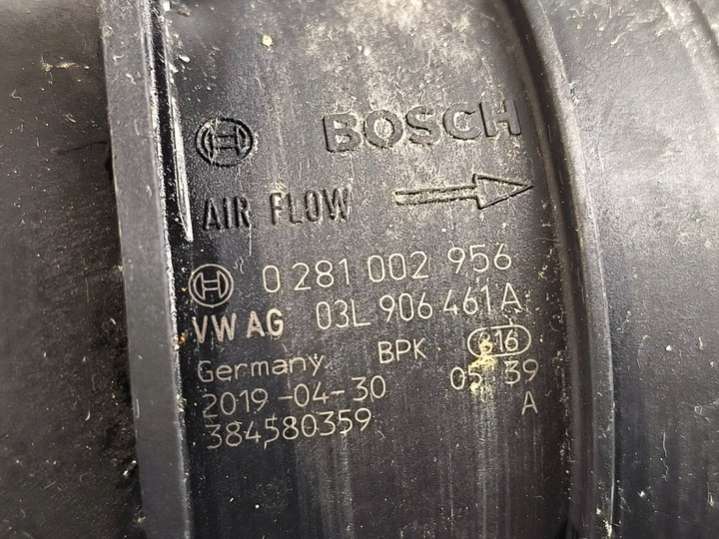 BOSCH
AIR FLOW
0 281 002 956
VW AG 03L 906 461 A
Germany BPK 616
2019-04-30 05 39
384580359 A